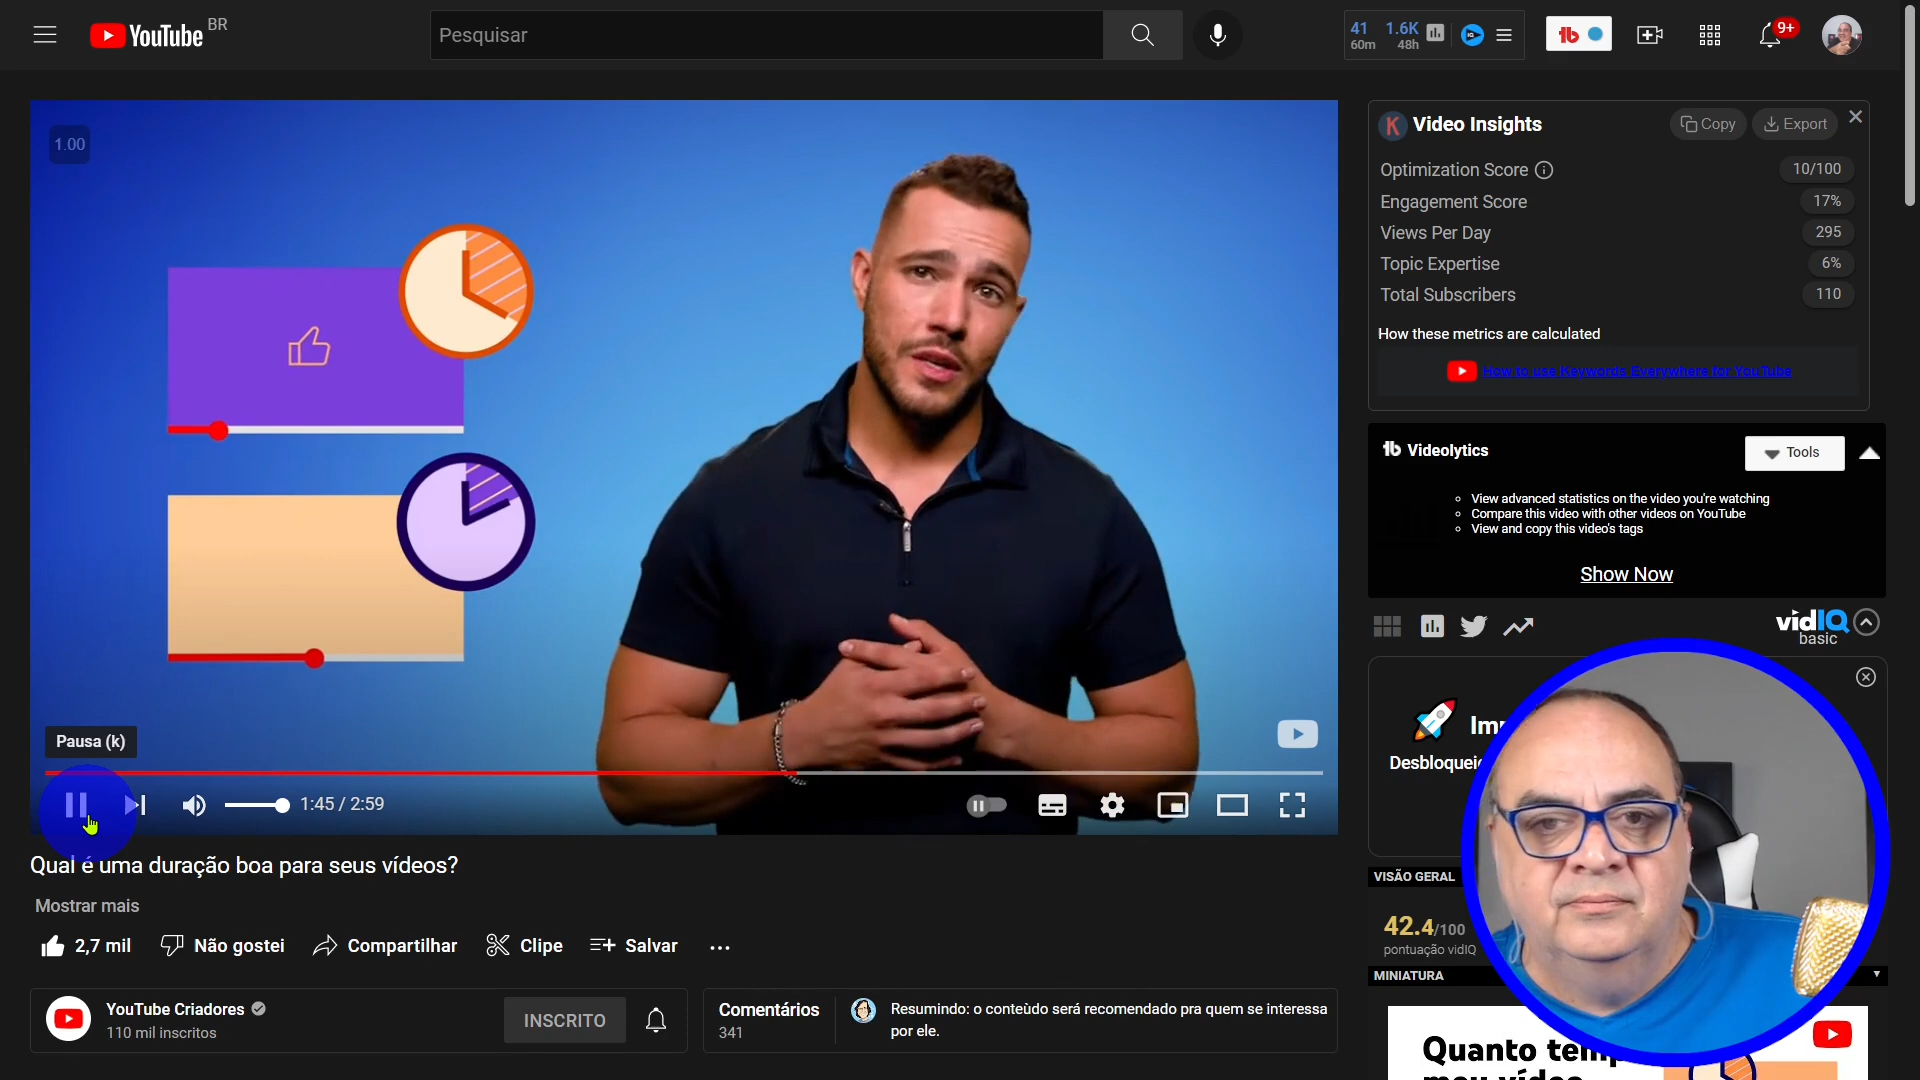 YouTube BR
Pesquisar
41 1.6K
60m 48h
9+
1.00
Pausa (k)
1:45 / 2:59
Qual é uma duração boa para seus vídeos?
Mostrar mais
2,7 mil Não gostei Compartilhar Clipe Salvar ...
YouTube Criadores
110 mil inscritos
INSCRITO
Comentários
341
Resumindo: o conteùdo será recomendado pra quem se interessa
por ele.
K Video Insights Copy Export
Optimization Score 10/100
Engagement Score 17%
Views Per Day 295
Topic Expertise 6%
Total Subscribers 110
How these metrics are calculated
How to use Keywords Everywhere for YouTube
tb Videolytics Tools
View advanced statistics on the video you're watching
Compare this video with other videos on YouTube
View and copy this video's tags
Show Now
vidIQ
basic
VISÃO GERAL
42.4/100
pontuação vidIQ
MINIATURA
Quanto